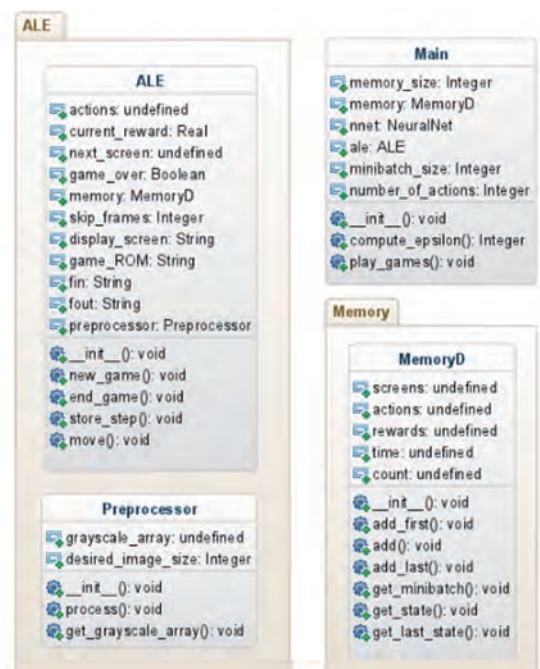 ALE
ALE
actions: undefined
current_reward: Real
next_screen: undefined
game_over: Boolean
memory: MemoryD
skip_frames: Integer
display_screen: String
game_ROM: String
fin: String
fout: String
preprocessor: Preprocessor
__init__(): void
new_game(): void
end_game(): void
store_step(): void
move(): void
Preprocessor
grayscale_array: undefined
desired_image_size: Integer
__init__(): void
process(): void
get_grayscale_array(): void
Main
memory_size: Integer
memory: MemoryD
nnet: NeuralNet
ale: ALE
minibatch_size: Integer
number_of_actions: Integer
__init__(): void
compute_epsilon(): Integer
play_games(): void
Memory
MemoryD
screens: undefined
actions: undefined
rewards: undefined
time: undefined
count: undefined
__init__(): void
add_first(): void
add(): void
add_last(): void
get_minibatch(): void
get_state(): void
get_last_state(): void